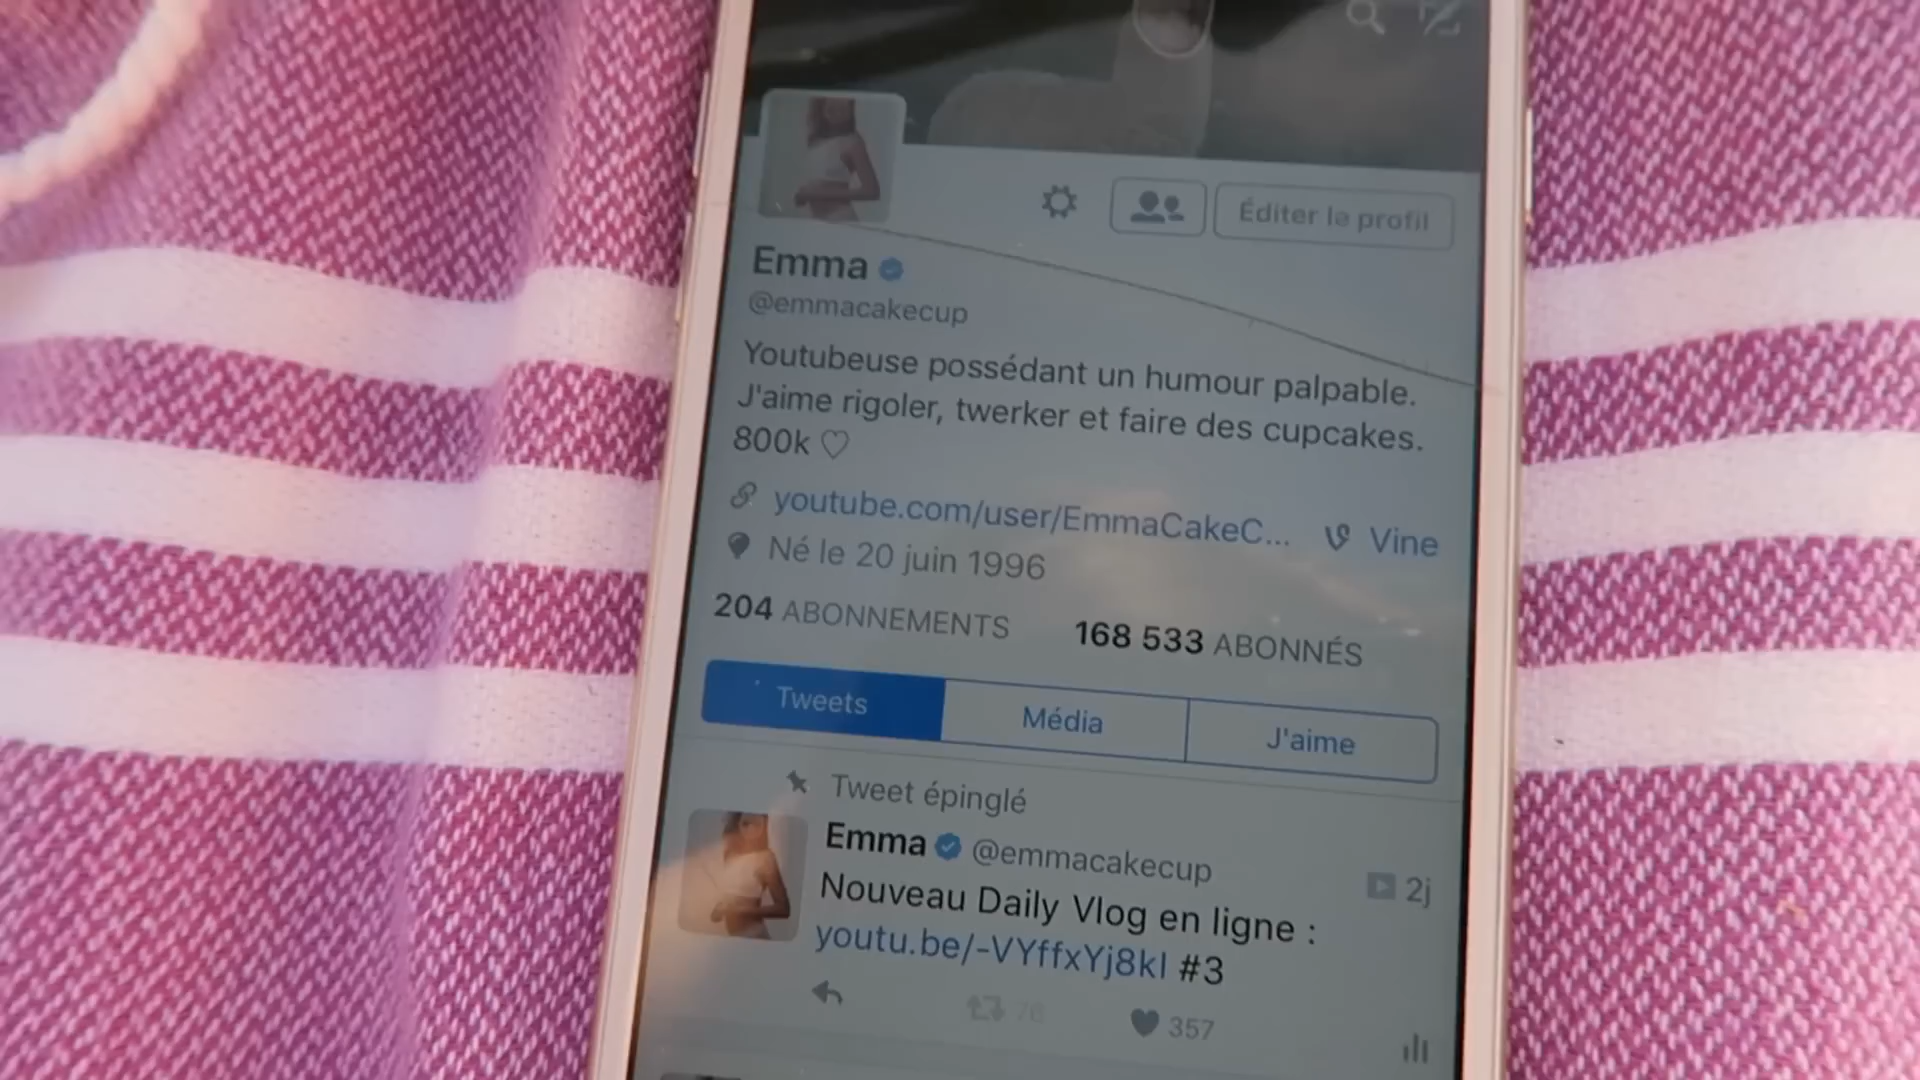 Éditer le profil
Emma
@emmacakecup
Youtubeuse possédant un humour palpable.
J'aime rigoler, twerker et faire des cupcakes.
800k ♡
youtube.com/user/EmmaCakeC... Vine
Né le 20 juin 1996
204 ABONNEMENTS 168 533 ABONNÉS
Tweets Média J'aime
Tweet épinglé
Emma @emmacakecup 2j
Nouveau Daily Vlog en ligne :
youtu.be/-VYffxYj8kI #3
76 357